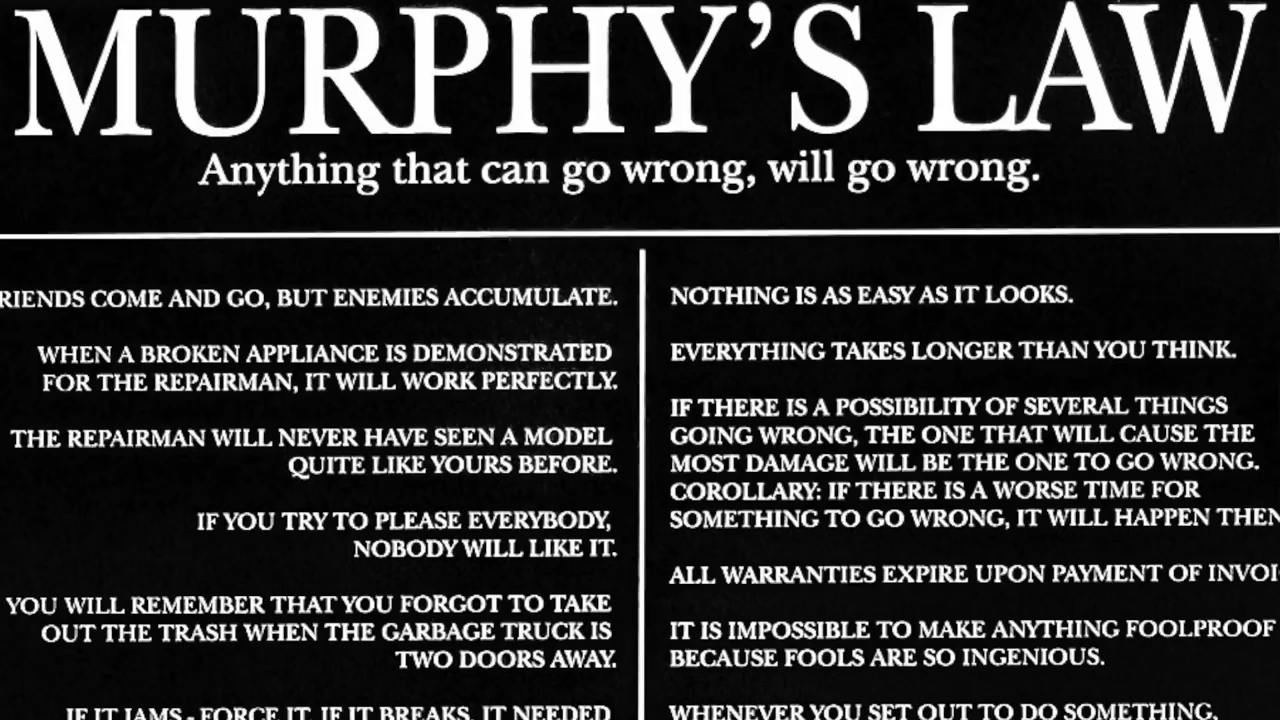 MURPHY'S LAW
Anything that can go wrong, will go wrong.
RIENDS COME AND GO, BUT ENEMIES ACCUMULATE.
WHEN A BROKEN APPLIANCE IS DEMONSTRATED
FOR THE REPAIRMAN, IT WILL WORK PERFECTLY.
THE REPAIRMAN WILL NEVER HAVE SEEN A MODEL
QUITE LIKE YOURS BEFORE.
IF YOU TRY TO PLEASE EVERYBODY,
NOBODY WILL LIKE IT.
YOU WILL REMEMBER THAT YOU FORGOT TO TAKE
OUT THE TRASH WHEN THE GARBAGE TRUCK IS
TWO DOORS AWAY.
IF IT JAMS - FORCE IT. IF IT BREAKS, IT NEEDED
NOTHING IS AS EASY AS IT LOOKS.
EVERYTHING TAKES LONGER THAN YOU THINK.
IF THERE IS A POSSIBILITY OF SEVERAL THINGS
GOING WRONG, THE ONE THAT WILL CAUSE THE
MOST DAMAGE WILL BE THE ONE TO GO WRONG.
COROLLARY: IF THERE IS A WORSE TIME FOR
SOMETHING TO GO WRONG, IT WILL HAPPEN THEN
ALL WARRANTIES EXPIRE UPON PAYMENT OF INVOI
IT IS IMPOSSIBLE TO MAKE ANYTHING FOOLPROOF
BECAUSE FOOLS ARE SO INGENIOUS.
WHENEVER YOU SET OUT TO DO SOMETHING,